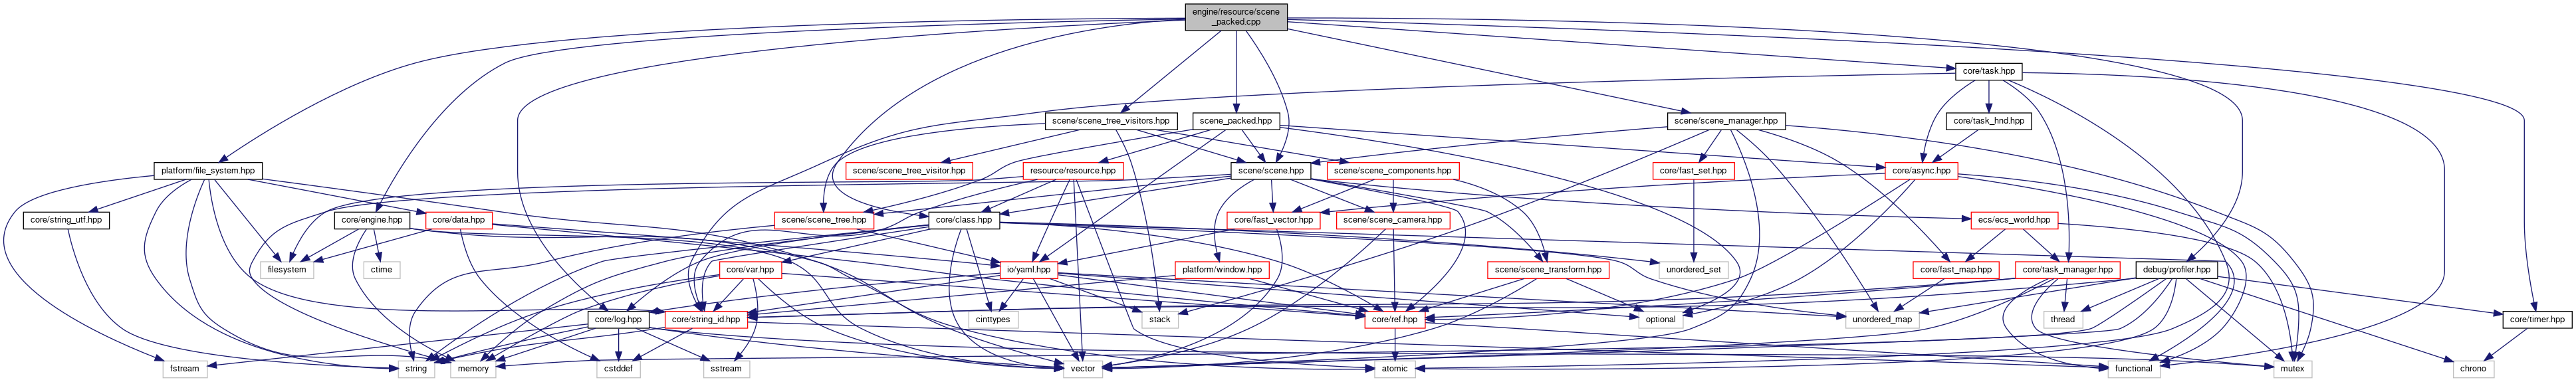 engine/resource/scene
_packed.cpp
core/task.hpp
scene/scene_tree_visitors.hpp
scene_packed.hpp
scene/scene_manager.hpp
core/task_hnd.hpp
platform/file_system.hpp
scene/scene_tree_visitor.hpp
resource/resource.hpp
scene/scene.hpp
scene/scene_components.hpp
core/fast_set.hpp
core/async.hpp
core/string_utf.hpp
core/engine.hpp
core/data.hpp
scene/scene_tree.hpp
core/class.hpp
core/fast_vector.hpp
scene/scene_camera.hpp
ecs/ecs_world.hpp
filesystem
ctime
core/var.hpp
io/yaml.hpp
platform/window.hpp
scene/scene_transform.hpp
unordered_set
core/fast_map.hpp
core/task_manager.hpp
debug/profiler.hpp
core/log.hpp
core/string_id.hpp
cinttypes
stack
core/ref.hpp
optional
unordered_map
thread
core/timer.hpp
fstream
string
memory
cstddef
sstream
vector
atomic
functional
mutex
chrono